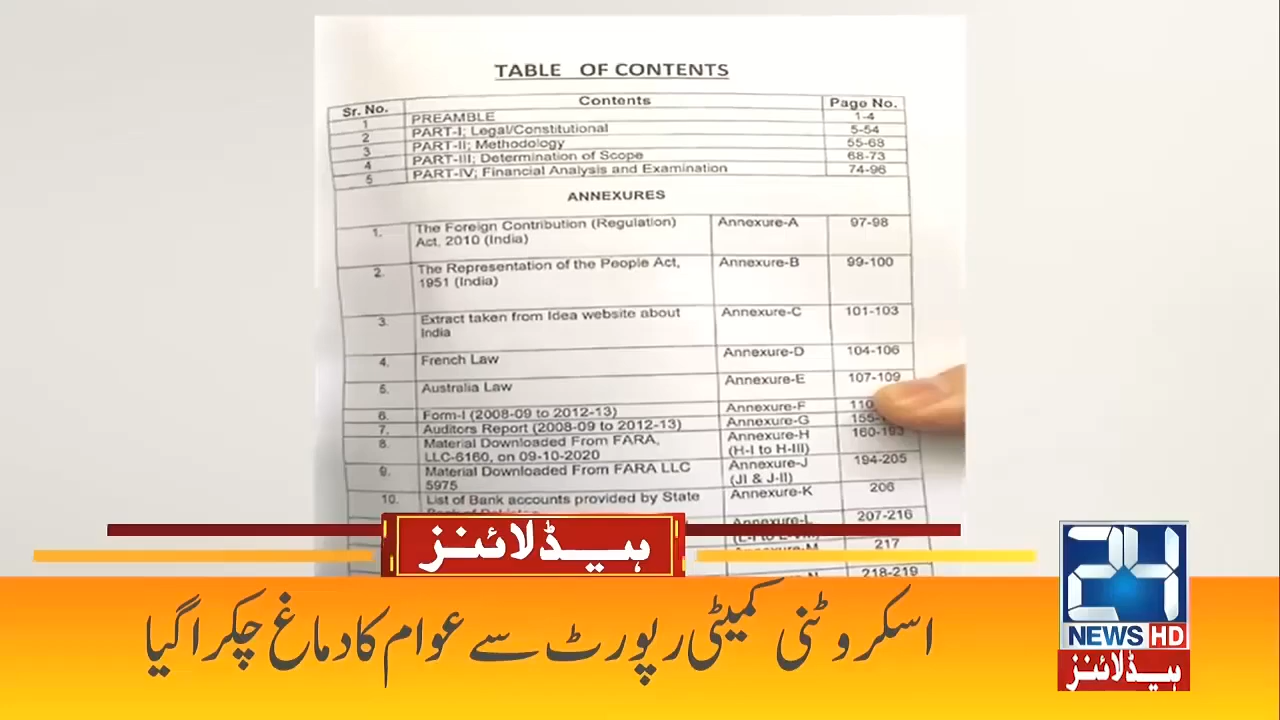 TABLE OF CONTENTS
Sr. No. Contents Page No.
1 PREAMBLE 1-4
2 PART-I; Legal/Constitutional 5-54
3 PART-II; Methodology 55-68
4 PART-III; Determination of Scope 68-73
5 PART-IV; Financial Analysis and Examination 74-96
ANNEXURES
1. The Foreign Contribution (Regulation) Annexure-A 97-98
Act, 2010 (India)
2. The Representation of the People Act, Annexure-B 99-100
1951 (India)
3. Extract taken from Idea website about Annexure-C 101-103
India
4. French Law Annexure-D 104-106
5. Australia Law Annexure-E 107-109
6. Form-I (2008-09 to 2012-13) Annexure-F
7. Auditors Report (2008-09 to 2012-13) Annexure-G
8. Material Downloaded From FARA, Annexure-H 160-193
LLC-6160, on 09-10-2020 (H-I to H-III)
9. Material Downloaded From FARA LLC Annexure-J 194-205
5975 (JI & J-II)
10. List of Bank accounts provided by State Annexure-K 206
207-216
217
218-219
ہیڈلائنز
اسکروٹنی کمیٹی رپورٹ سے عوام کا دماغ چکرا گیا
24
NEWS HD
ہیڈلائنز